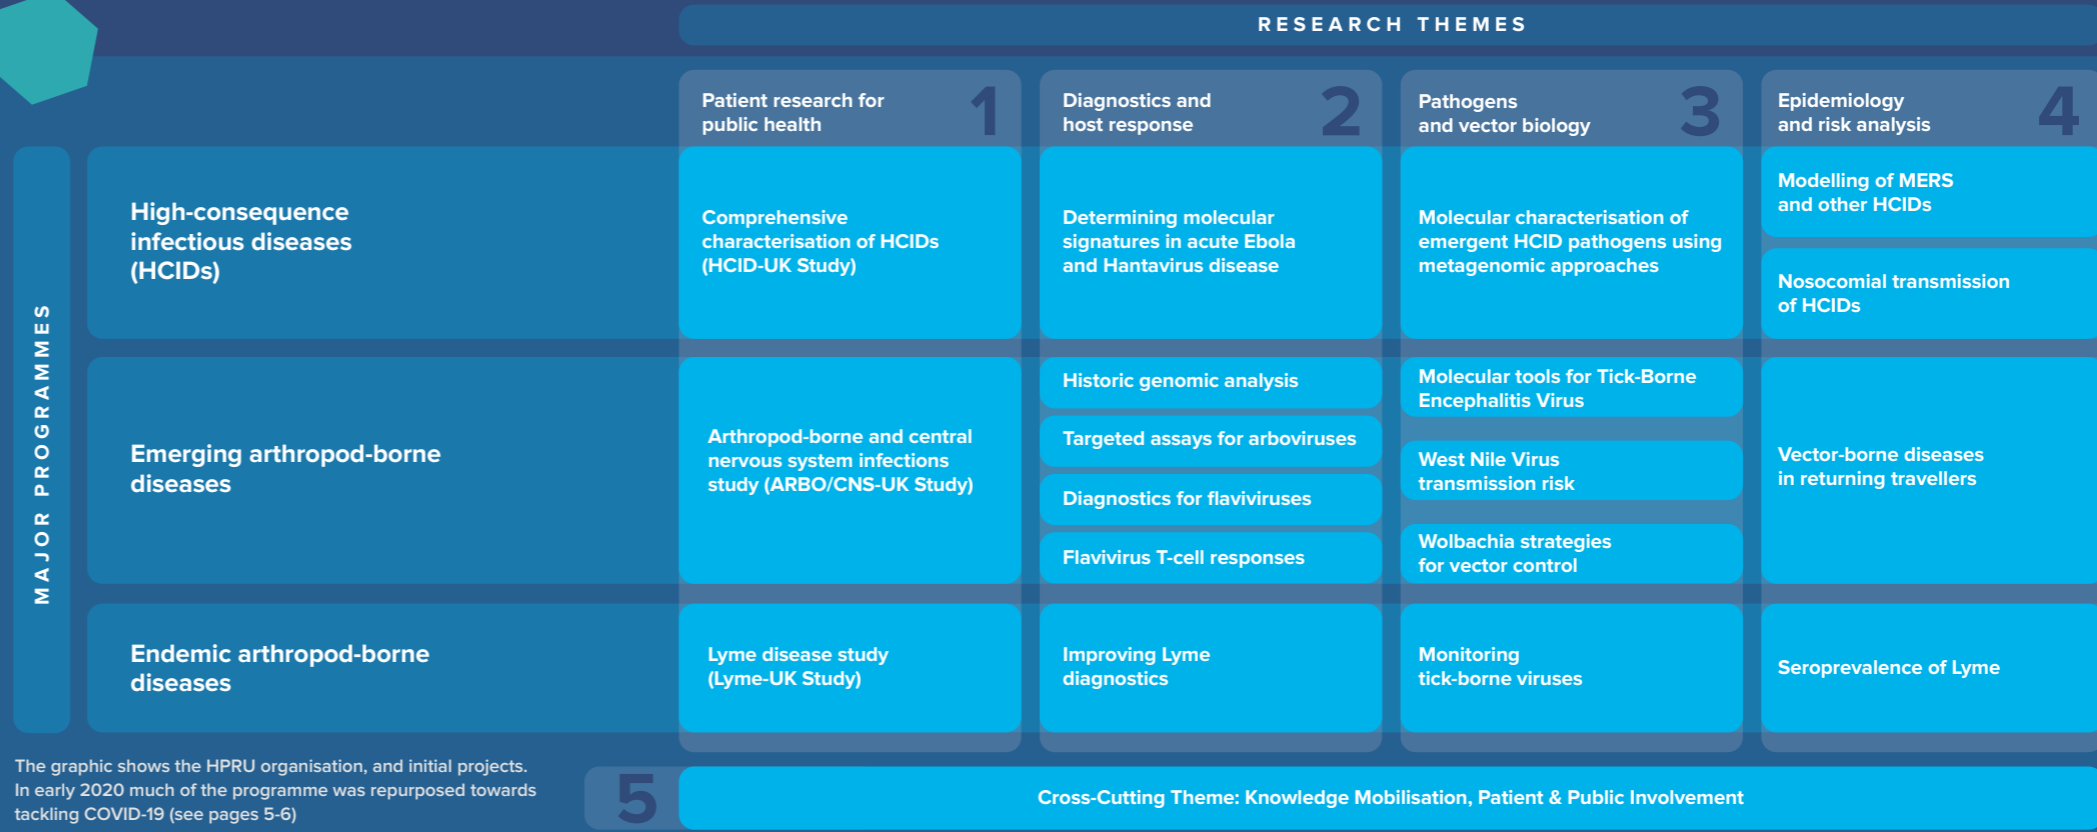 RESEARCH THEMES
Patient research for
public health
1
Diagnostics and
host response
2
Pathogens
and vector biology
3
Epidemiology
and risk analysis
4
MAJOR PROGRAMMES
High-consequence
infectious diseases
(HCIDs)
Comprehensive
characterisation of HCIDs
(HCID-UK Study)
Determining molecular
signatures in acute Ebola
and Hantavirus disease
Molecular characterisation of
emergent HCID pathogens using
metagenomic approaches
Modelling of MERS
and other HCIDs
Nosocomial transmission
of HCIDs
Emerging arthropod-borne
diseases
Arthropod-borne and central
nervous system infections
study (ARBO/CNS-UK Study)
Historic genomic analysis
Targeted assays for arboviruses
Diagnostics for flaviviruses
Flavivirus T-cell responses
Molecular tools for Tick-Borne
Encephalitis Virus
West Nile Virus
transmission risk
Wolbachia strategies
for vector control
Vector-borne diseases
in returning travellers
Endemic arthropod-borne
diseases
Lyme disease study
(Lyme-UK Study)
Improving Lyme
diagnostics
Monitoring
tick-borne viruses
Seroprevalence of Lyme
The graphic shows the HPRU organisation, and initial projects.
In early 2020 much of the programme was repurposed towards
tackling COVID-19 (see pages 5-6)
5
Cross-Cutting Theme: Knowledge Mobilisation, Patient & Public Involvement